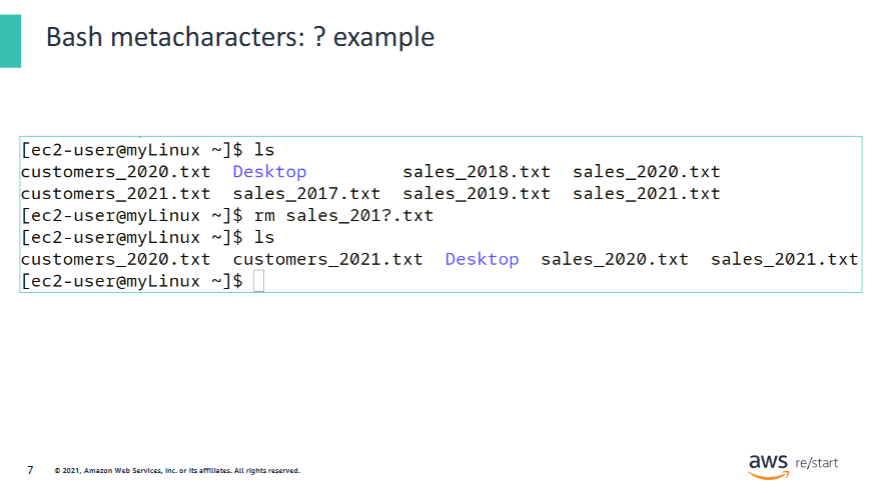 Bash metacharacters: ? example
[ec2-user@myLinux ~]$ ls
customers_2020.txt  Desktop         sales_2018.txt  sales_2020.txt
customers_2021.txt  sales_2017.txt  sales_2019.txt  sales_2021.txt
[ec2-user@myLinux ~]$ rm sales_201?.txt
[ec2-user@myLinux ~]$ ls
customers_2020.txt  customers_2021.txt  Desktop  sales_2020.txt  sales_2021.txt
[ec2-user@myLinux ~]$
7 © 2021, Amazon Web Services, Inc. or its affiliates. All rights reserved.
aws re/start